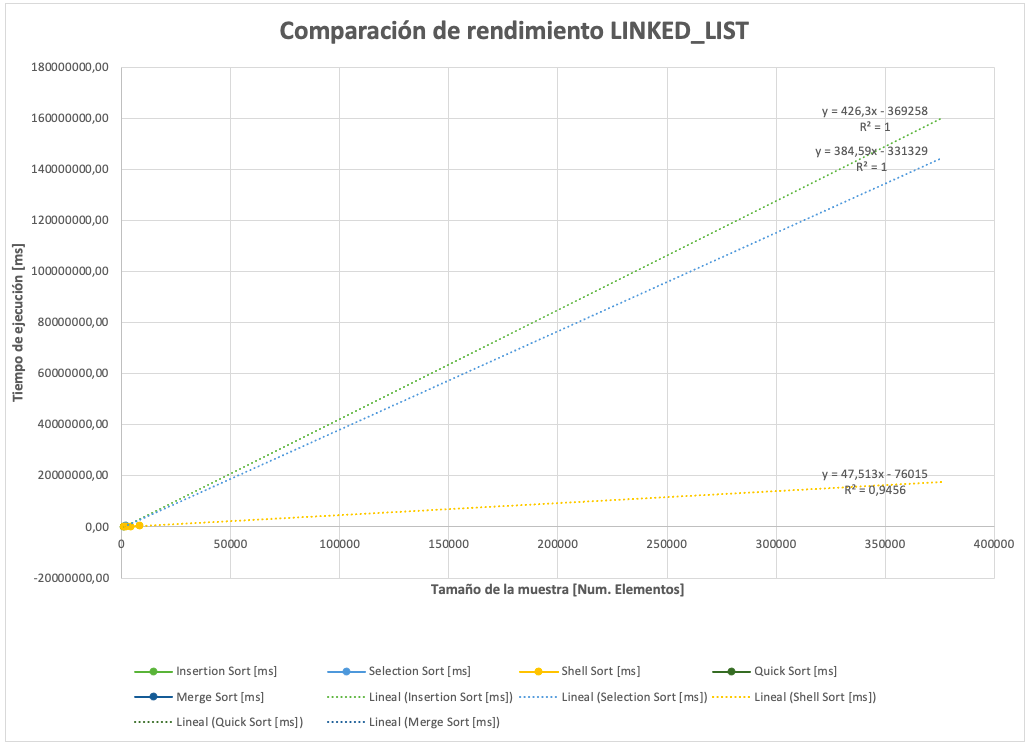 Comparación de rendimiento LINKED_LIST
180000000,00
160000000,00
140000000,00
120000000,00
100000000,00
80000000,00
60000000,00
40000000,00
20000000,00
0,00
-20000000,00
Tiempo de ejecución [ms]
y = 426,3x - 369258
R² = 1
y = 384,59x - 331329
R² = 1
y = 47,513x - 76015
R² = 0,9456
0 50000 100000 150000 200000 250000 300000 350000 400000
Tamaño de la muestra [Num. Elementos]
Insertion Sort [ms] Selection Sort [ms] Shell Sort [ms] Quick Sort [ms]
Merge Sort [ms] Lineal (Insertion Sort [ms]) Lineal (Selection Sort [ms]) Lineal (Shell Sort [ms])
Lineal (Quick Sort [ms]) Lineal (Merge Sort [ms])